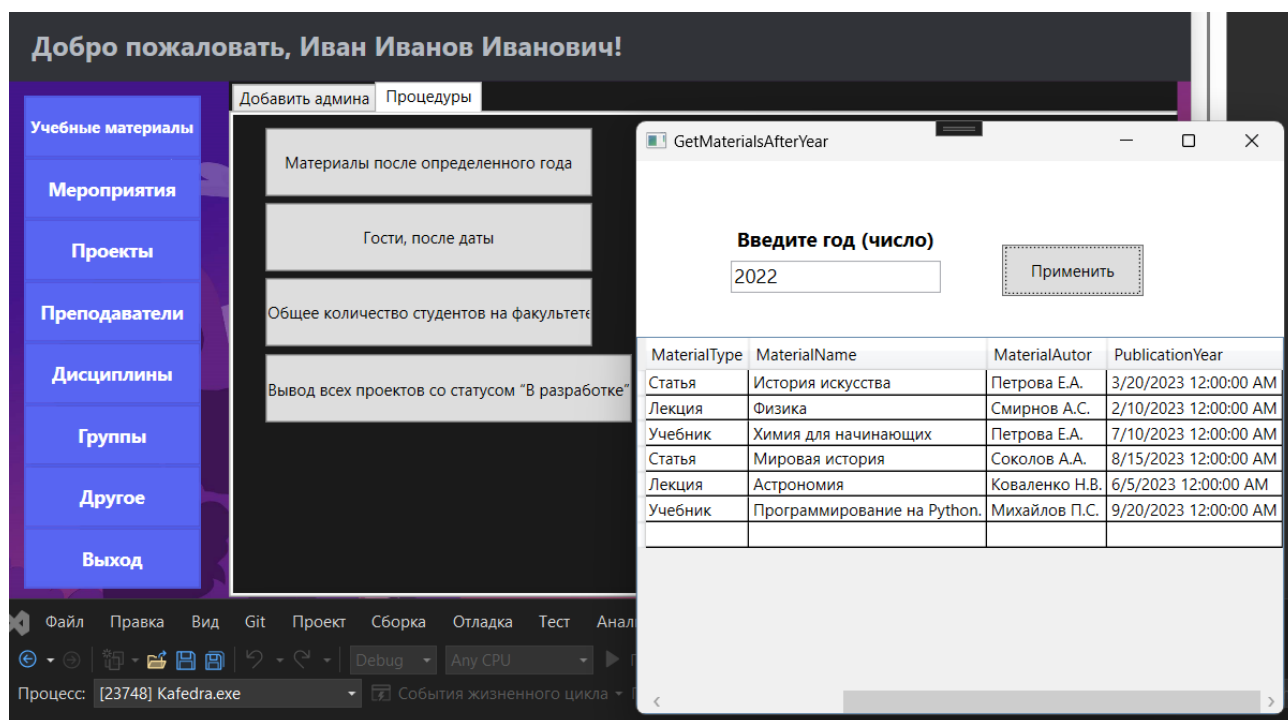 Добро пожаловать, Иван Иванов Иванович!
Добавить админа Процедуры
Учебные материалы
Мероприятия
Проекты
Преподаватели
Дисциплины
Группы
Другое
Выход
Материалы после определенного года
Гости, после даты
Общее количество студентов на факультете
Вывод всех проектов со статусом “В разработке”
GetMaterialsAfterYear
Введите год (число)
2022
Применить
MaterialType MaterialName MaterialAutor PublicationYear
Статья История искусства Петрова Е.А. 3/20/2023 12:00:00 AM
Лекция Физика Смирнов А.С. 2/10/2023 12:00:00 AM
Учебник Химия для начинающих Петрова Е.А. 7/10/2023 12:00:00 AM
Статья Мировая история Соколов А.А. 8/15/2023 12:00:00 AM
Лекция Астрономия Коваленко Н.В. 6/5/2023 12:00:00 AM
Учебник Программирование на Python. Михайлов П.С. 9/20/2023 12:00:00 AM
Файл Правка Вид Git Проект Сборка Отладка Тест
Debug Any CPU
Процесс: [23748] Kafedra.exe События жизненного цикла